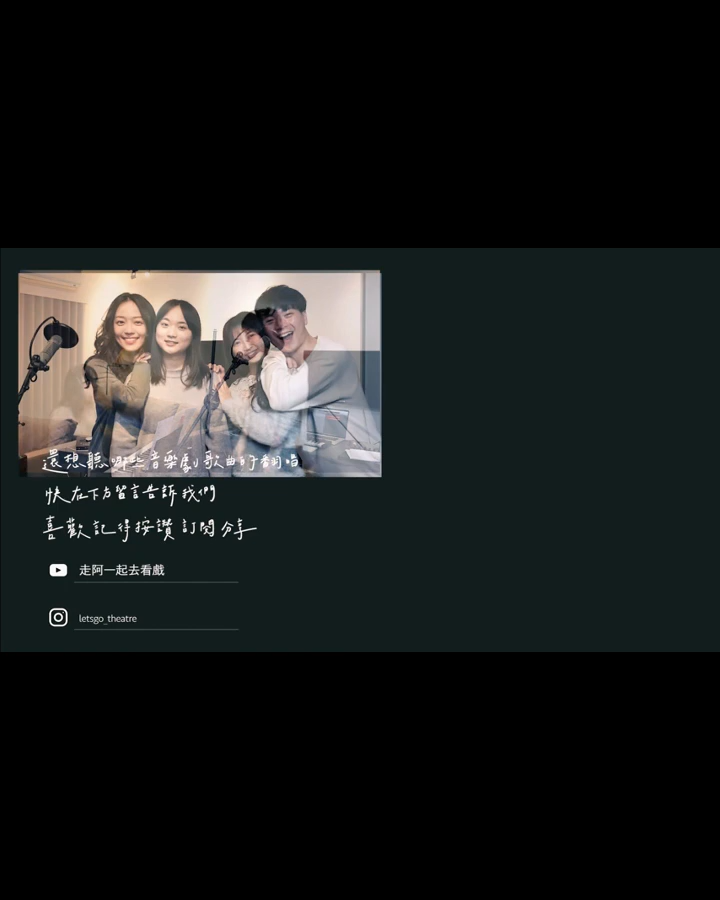 還想聽哪些音樂劇歌曲的翻唱
快在下方留言告訴我們
喜歡記得按讚訂閱分享
走阿一起去看戲
letsgo_theatre